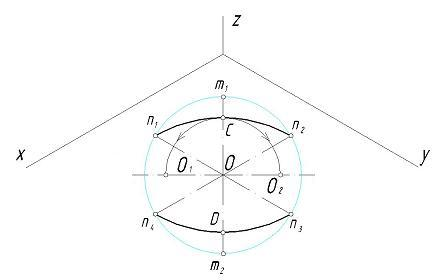 z
m₁
n₁ C n₂
x y
O₁ O O₂
n₄ D n₃
m₂